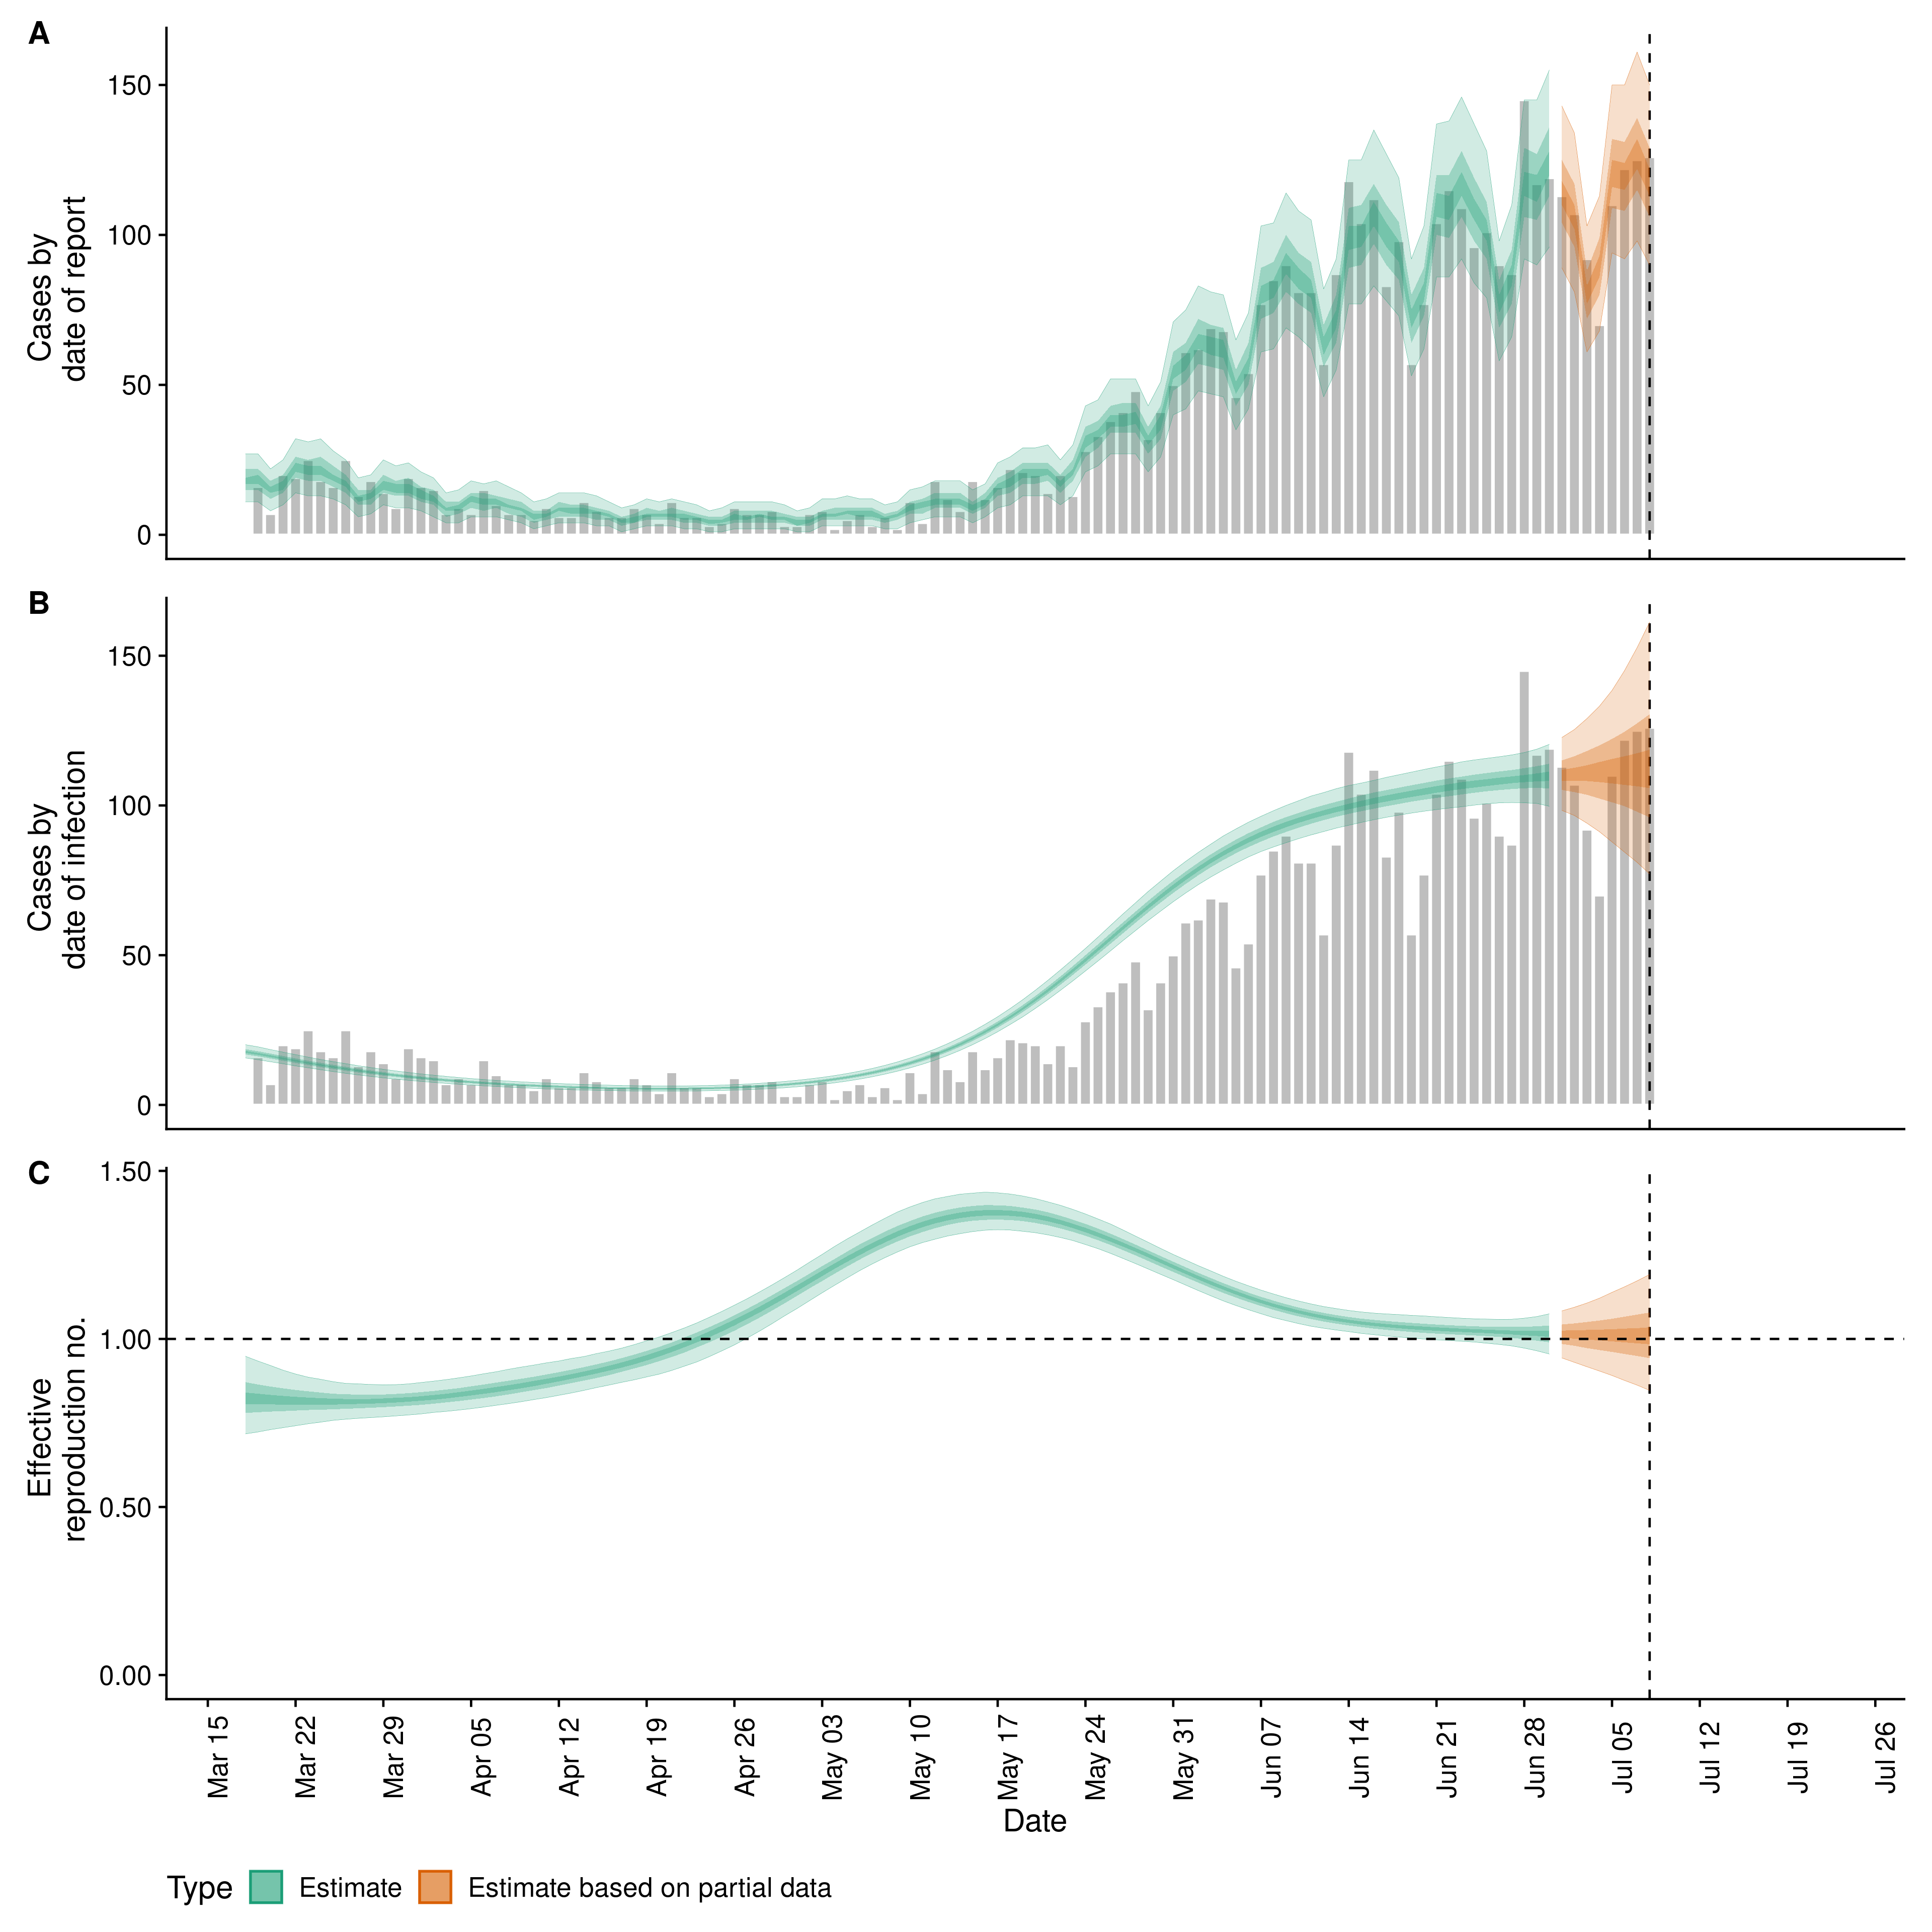 A
Cases by
date of report
150
100
50
0
B
Cases by
date of infection
150
100
50
0
C
Effective
reproduction no.
1.50
1.00
0.50
0.00
Mar 15
Mar 22
Mar 29
Apr 05
Apr 12
Apr 19
Apr 26
May 03
May 10
May 17
May 24
May 31
Jun 07
Jun 14
Jun 21
Jun 28
Jul 05
Jul 12
Jul 19
Jul 26
Date
Type
Estimate
Estimate based on partial data